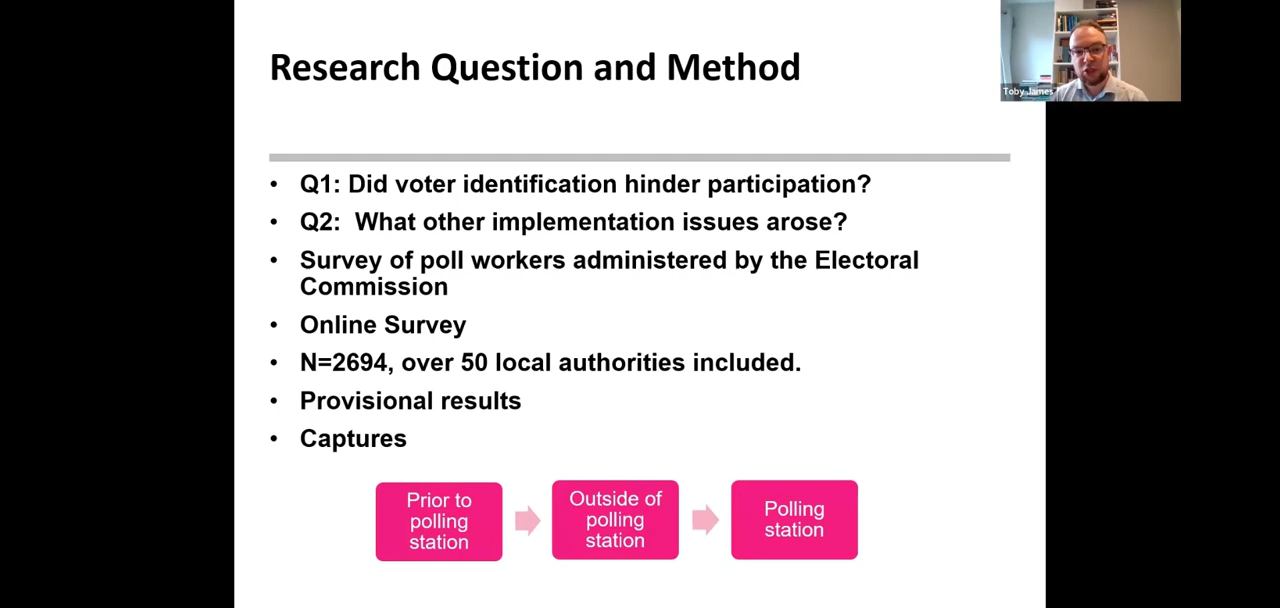 Research Question and Method
Toby James
• Q1: Did voter identification hinder participation?
• Q2:  What other implementation issues arose?
• Survey of poll workers administered by the Electoral
Commission
• Online Survey
• N=2694, over 50 local authorities included.
• Provisional results
• Captures
Prior to
polling
station
Outside of
polling
station
Polling
station